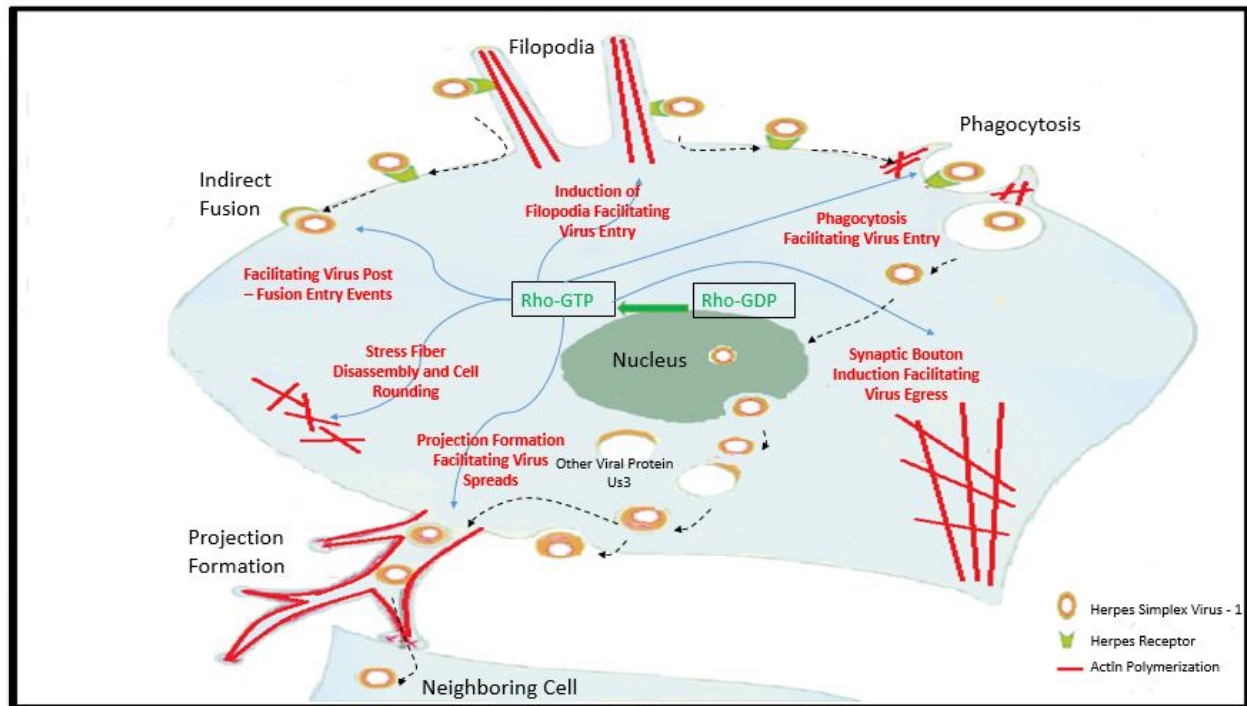 Filopodia
Phagocytosis
Indirect
Fusion
Induction of
Filopodia Facilitating
Virus Entry
Phagocytosis
Facilitating Virus Entry
Facilitating Virus Post
– Fusion Entry Events
Rho-GTP
Rho-GDP
Nucleus
Stress Fiber
Disassembly and Cell
Rounding
Synaptic Bouton
Induction Facilitating
Virus Egress
Projection Formation
Facilitating Virus
Spreads
Other Viral Protein
Us3
Projection
Formation
Neighboring Cell
Herpes Simplex Virus - 1
Herpes Receptor
ActIn Polymerization